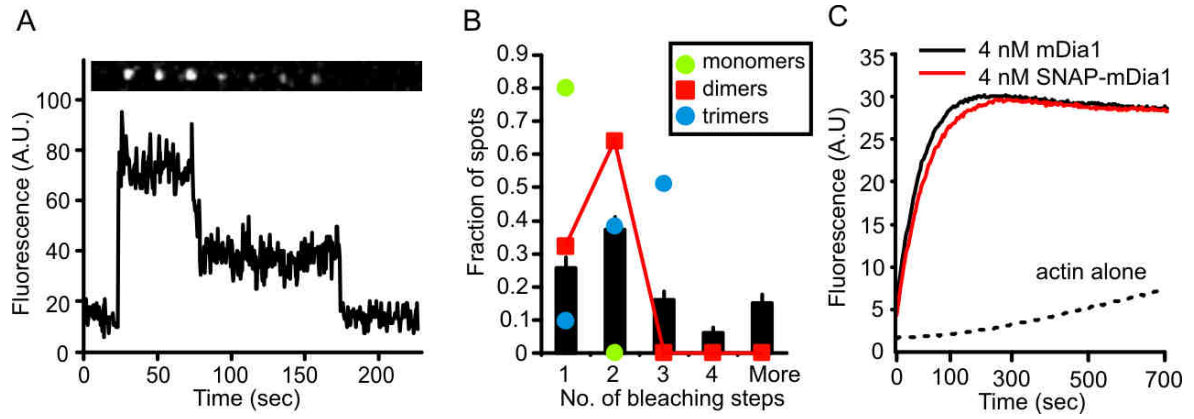 A
Fluorescence (A.U.)
100
80
60
40
20
0
0 50 100 150 200
Time (sec)
B
Fraction of spots
0.9
0.8
0.7
0.6
0.5
0.4
0.3
0.2
0.1
0
monomers
dimers
trimers
1 2 3 4 More
No. of bleaching steps
C
4 nM mDia1
4 nM SNAP-mDia1
Fluorescence (A.U)
35
30
25
20
15
10
5
0
actin alone
0 100 300 500 700
Time (sec)